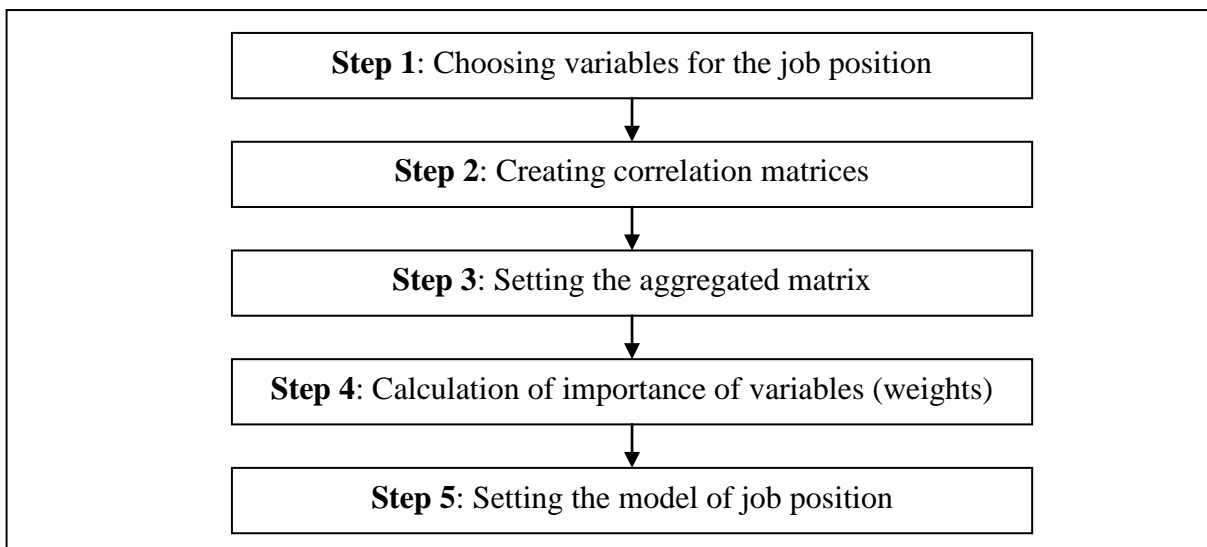 Step 1: Choosing variables for the job position
Step 2: Creating correlation matrices
Step 3: Setting the aggregated matrix
Step 4: Calculation of importance of variables (weights)
Step 5: Setting the model of job position